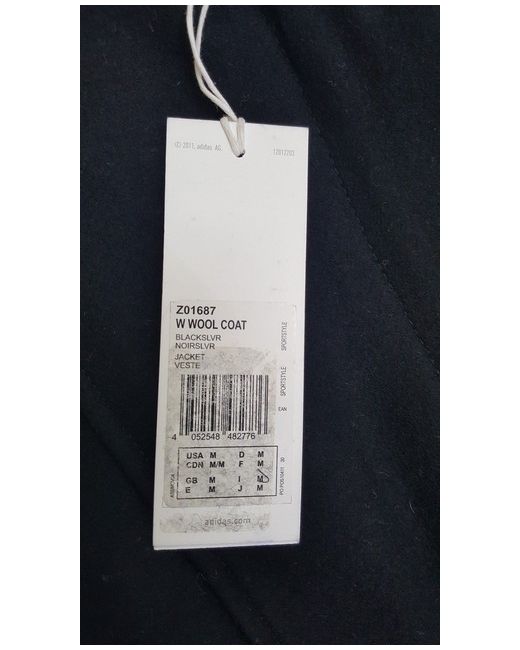 (C) 2011, adidas AG. 12012203
Z01687
W WOOL COAT
BLACKSLVR
NOIRSLVR
JACKET
VESTE
SPORTSTYLE
SPORTSTYLE
EAN
4 052548 482776
USA M D M
CDN M/M F M
GB M I M
E M J M
adidas.com